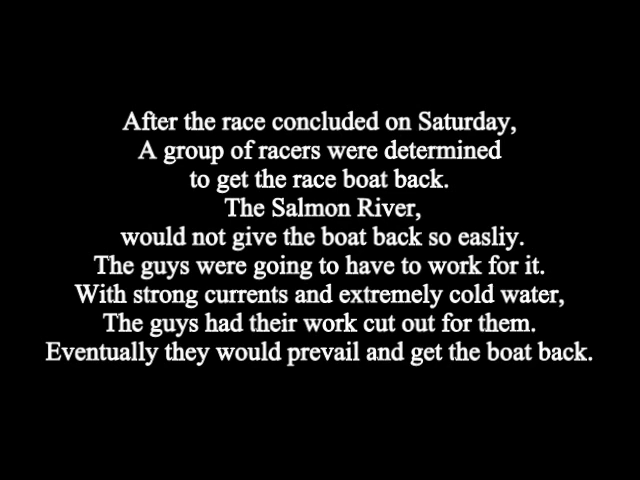 After the race concluded on Saturday,
A group of racers were determined
to get the race boat back.
The Salmon River,
would not give the boat back so easliy.
The guys were going to have to work for it.
With strong currents and extremely cold water,
The guys had their work cut out for them.
Eventually they would prevail and get the boat back.